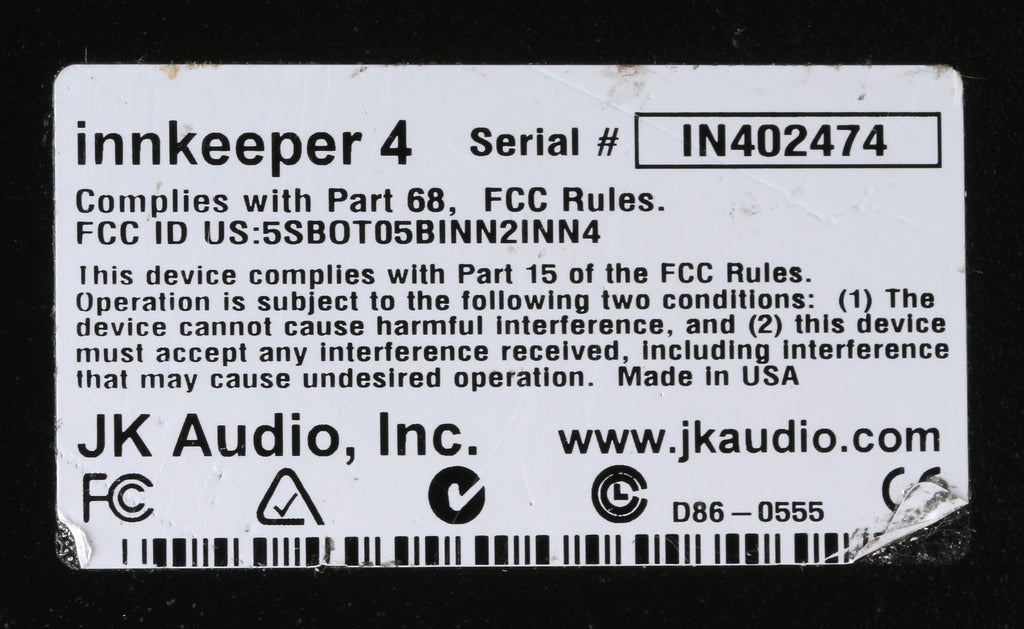 innkeeper 4 Serial # IN402474
Complies with Part 68, FCC Rules.
FCC ID US:5SBOT05BINN2INN4
This device complies with Part 15 of the FCC Rules.
Operation is subject to the following two conditions: (1) The
device cannot cause harmful interference, and (2) this device
must accept any interference received, including interference
that may cause undesired operation. Made in USA
JK Audio, Inc. www.jkaudio.com
FCC D86-0555 CE